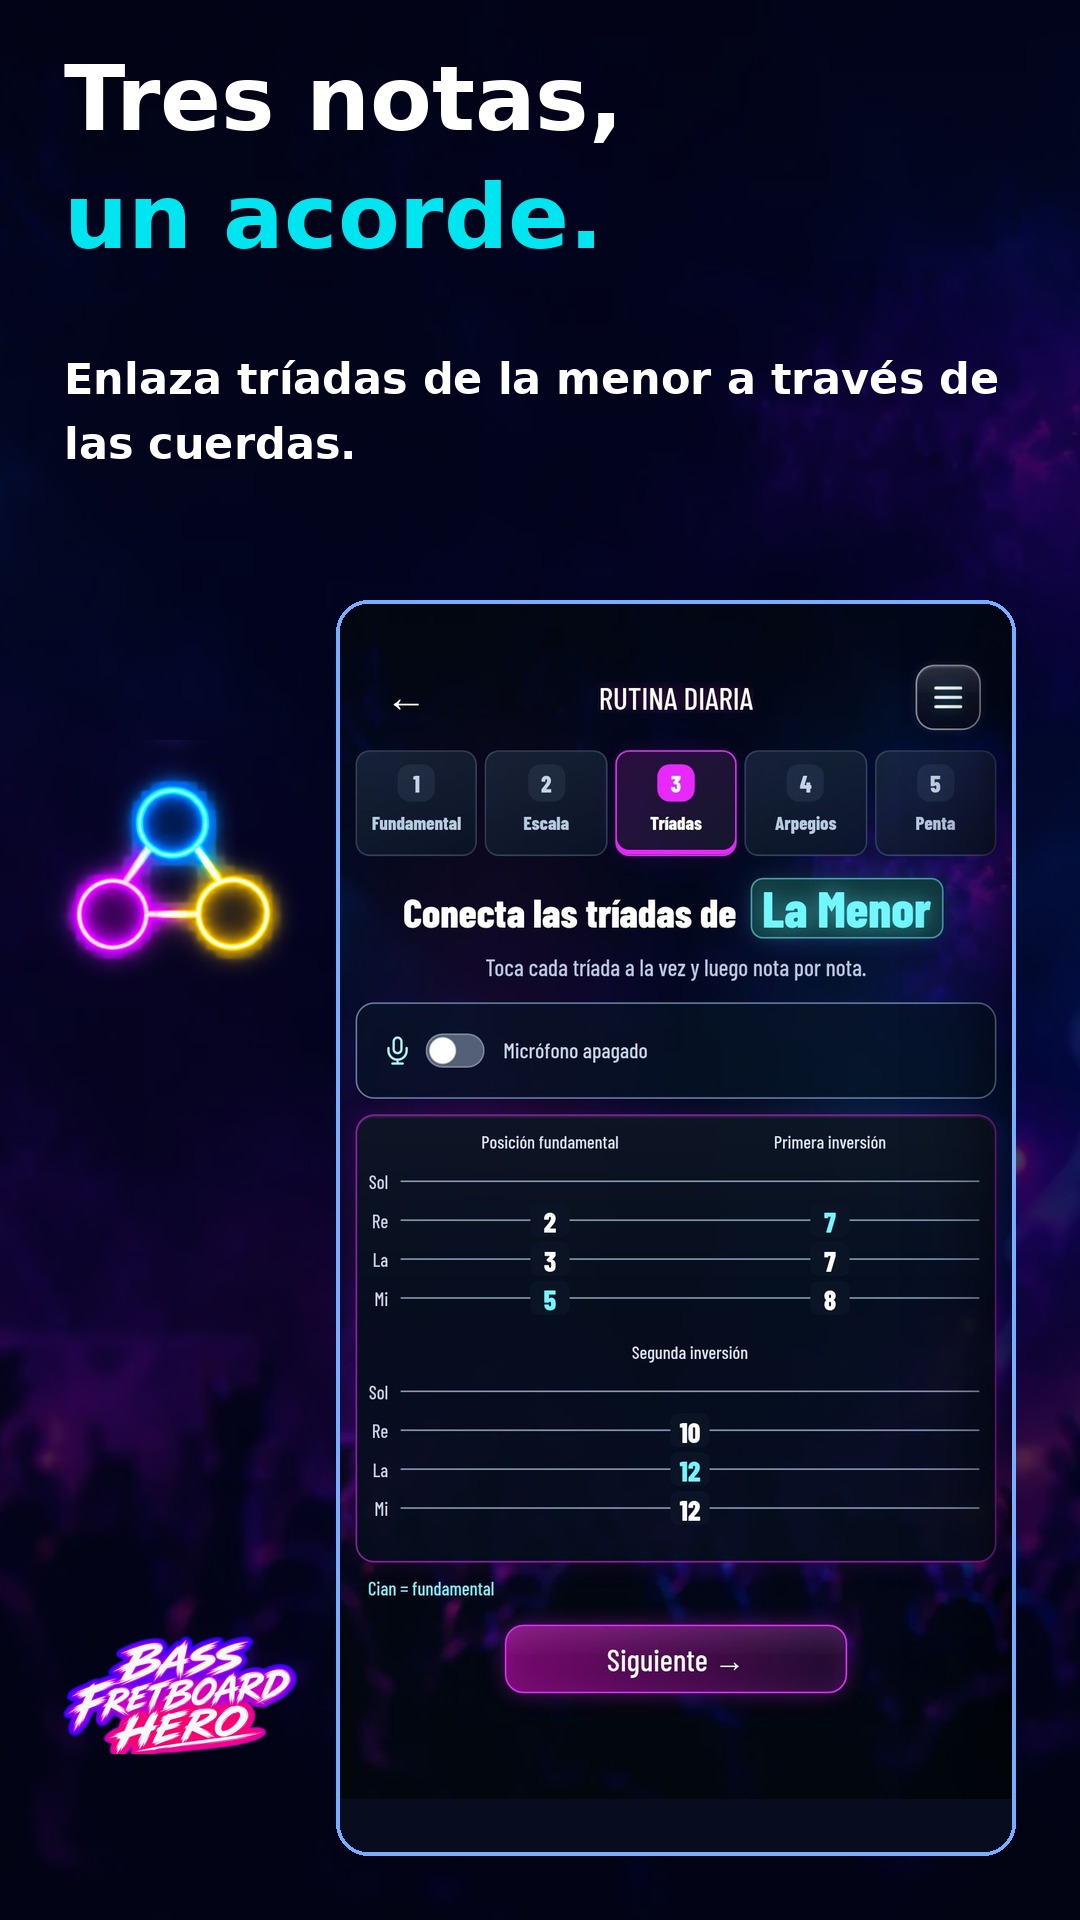 Tres notas,
un acorde.
Enlaza tríadas de la menor a través de
las cuerdas.
← RUTINA DIARIA
1 2 3 4 5
Fundamental Escala Tríadas Arpegios Penta
Conecta las tríadas de La Menor
Toca cada tríada a la vez y luego nota por nota.
Micrófono apagado
Posición fundamental Primera inversión
Sol
Re 2 7
La 3 7
Mi 5 8
Segunda inversión
Sol
Re 10
La 12
Mi 12
Cian = fundamental
Siguiente →
BASS
FRETBOARD
HERO